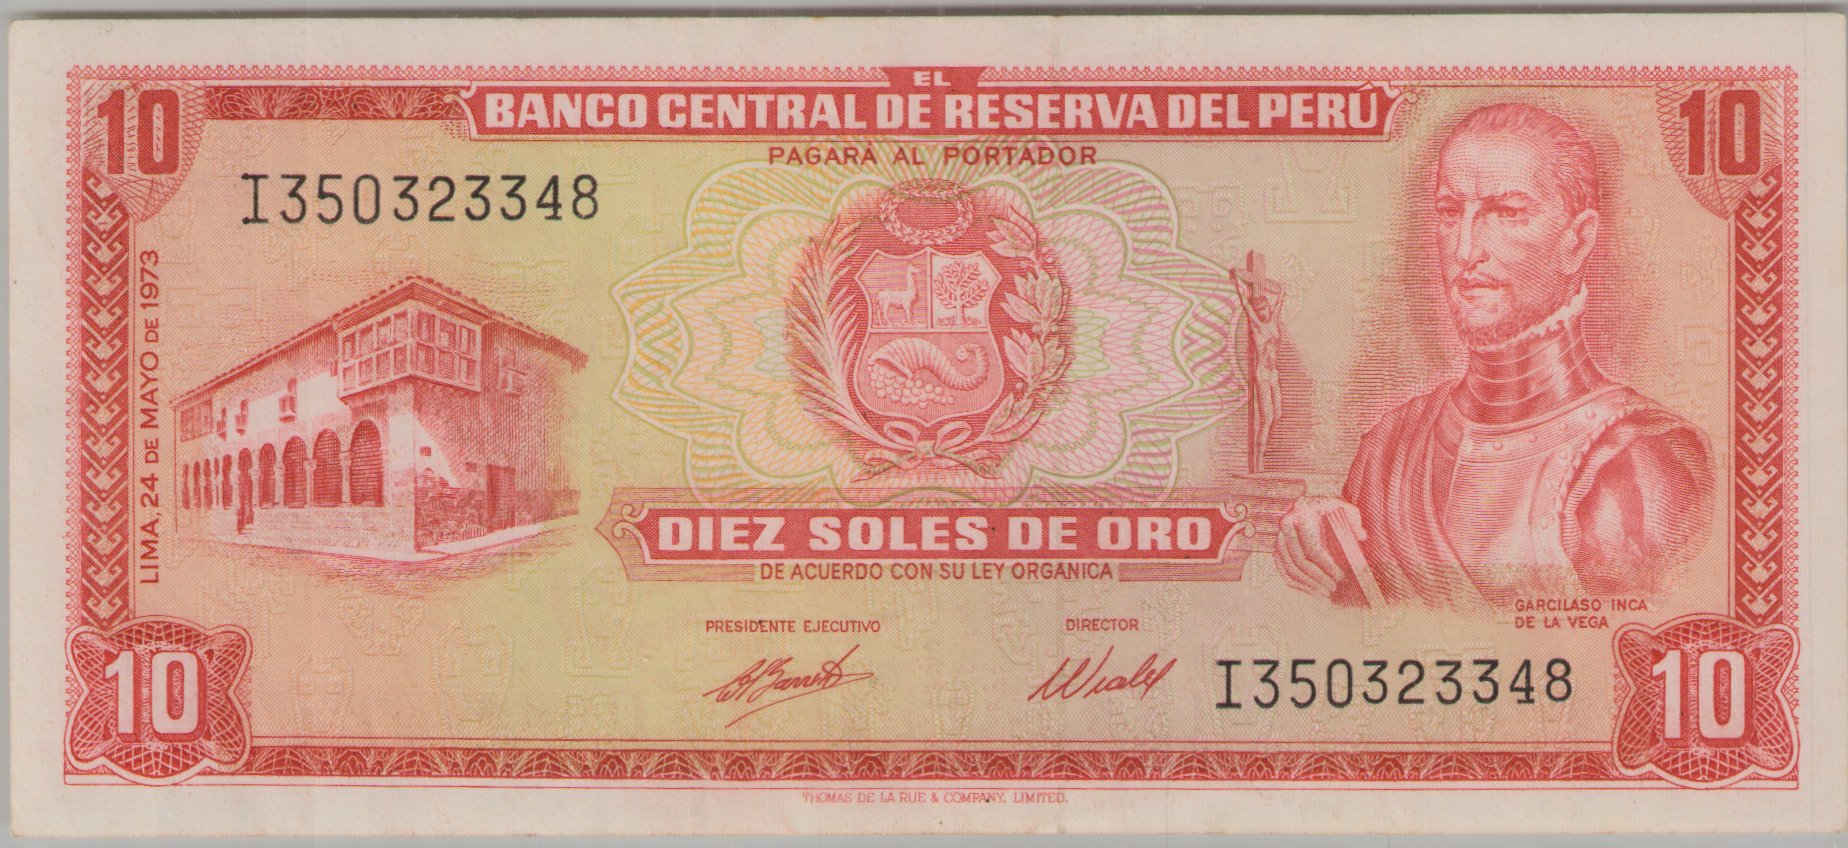 EL
BANCO CENTRAL DE RESERVA DEL PERÚ
PAGARÁ AL PORTADOR
10
10
I350323348
LIMA, 24 DE MAYO DE 1973
DIEZ SOLES DE ORO
DE ACUERDO CON SU LEY ORGANICA
GARCILASO INCA
DE LA VEGA
PRESIDENTE EJECUTIVO
DIRECTOR
I350323348
10
10
THOMAS DE LA RUE & COMPANY, LIMITED.